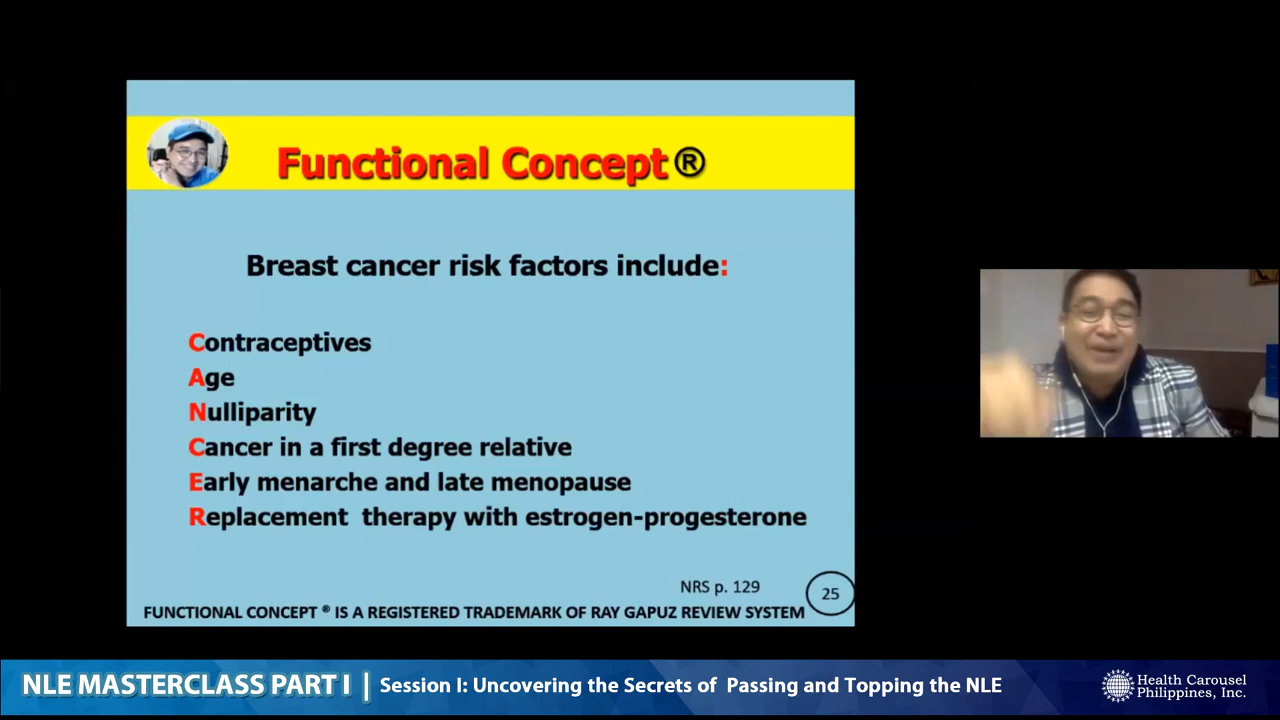 Functional Concept®
Breast cancer risk factors include:
Contraceptives
Age
Nulliparity
Cancer in a first degree relative
Early menarche and late menopause
Replacement therapy with estrogen-progesterone
NRS p. 129
25
FUNCTIONAL CONCEPT ® IS A REGISTERED TRADEMARK OF RAY GAPUZ REVIEW SYSTEM
NLE MASTERCLASS PART I | Session I: Uncovering the Secrets of Passing and Topping the NLE
Health Carousel
Philippines, Inc.